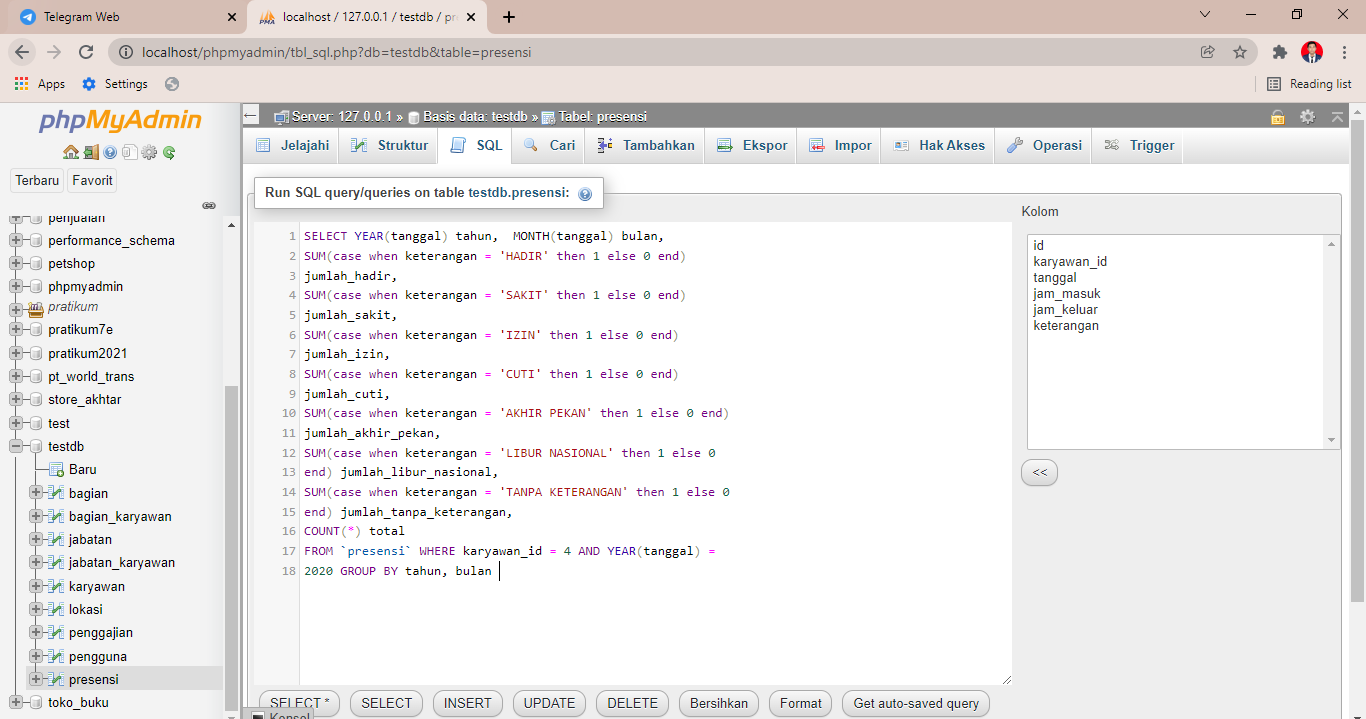 Telegram Web
localhost / 127.0.0.1 / testdb / pr
localhost/phpmyadmin/tbl_sql.php?db=testdb&table=presensi
Apps
Settings
Reading list
phpMyAdmin
Terbaru
Favorit
penjualan
performance_schema
petshop
phpmyadmin
pratikum
pratikum7e
pratikum2021
pt_world_trans
store_akhtar
test
testdb
Baru
bagian
bagian_karyawan
jabatan
jabatan_karyawan
karyawan
lokasi
penggajian
pengguna
presensi
toko_buku
Server: 127.0.0.1 » Basis data: testdb » Tabel: presensi
Jelajahi
Struktur
SQL
Cari
Tambahkan
Ekspor
Impor
Hak Akses
Operasi
Trigger
Run SQL query/queries on table testdb.presensi:
1 SELECT YEAR(tanggal) tahun,  MONTH(tanggal) bulan,
2 SUM(case when keterangan = 'HADIR' then 1 else 0 end)
3 jumlah_hadir,
4 SUM(case when keterangan = 'SAKIT' then 1 else 0 end)
5 jumlah_sakit,
6 SUM(case when keterangan = 'IZIN' then 1 else 0 end)
7 jumlah_izin,
8 SUM(case when keterangan = 'CUTI' then 1 else 0 end)
9 jumlah_cuti,
10 SUM(case when keterangan = 'AKHIR PEKAN' then 1 else 0 end)
11 jumlah_akhir_pekan,
12 SUM(case when keterangan = 'LIBUR NASIONAL' then 1 else 0
13 end) jumlah_libur_nasional,
14 SUM(case when keterangan = 'TANPA KETERANGAN' then 1 else 0
15 end) jumlah_tanpa_keterangan,
16 COUNT(*) total
17 FROM `presensi` WHERE karyawan_id = 4 AND YEAR(tanggal) =
18 2020 GROUP BY tahun, bulan
Kolom
id
karyawan_id
tanggal
jam_masuk
jam_keluar
keterangan
<<
SELECT *
SELECT
INSERT
UPDATE
DELETE
Bersihkan
Format
Get auto-saved query
Konsol